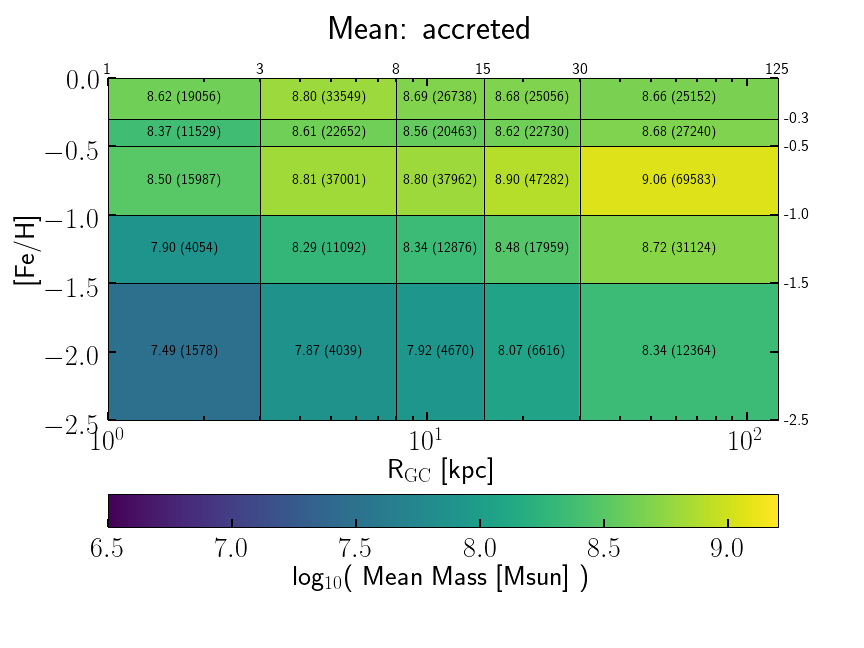 Mean: accreted
1 3 8 15 30 125
0.0
8.62 (19056) 8.80 (33549) 8.69 (26738) 8.68 (25056) 8.66 (25152)
-0.3
8.37 (11529) 8.61 (22652) 8.56 (20463) 8.62 (22730) 8.68 (27240)
−0.5 -0.5
8.50 (15987) 8.81 (37001) 8.80 (37962) 8.90 (47282) 9.06 (69583)
−1.0 -1.0
[Fe/H]
7.90 (4054) 8.29 (11092) 8.34 (12876) 8.48 (17959) 8.72 (31124)
−1.5 -1.5
7.49 (1578) 7.87 (4039) 7.92 (4670) 8.07 (6616) 8.34 (12364)
−2.0
−2.5 -2.5
10⁰ 10¹ 10²
R_GC [kpc]
6.5 7.0 7.5 8.0 8.5 9.0
log₁₀( Mean Mass [Msun] )